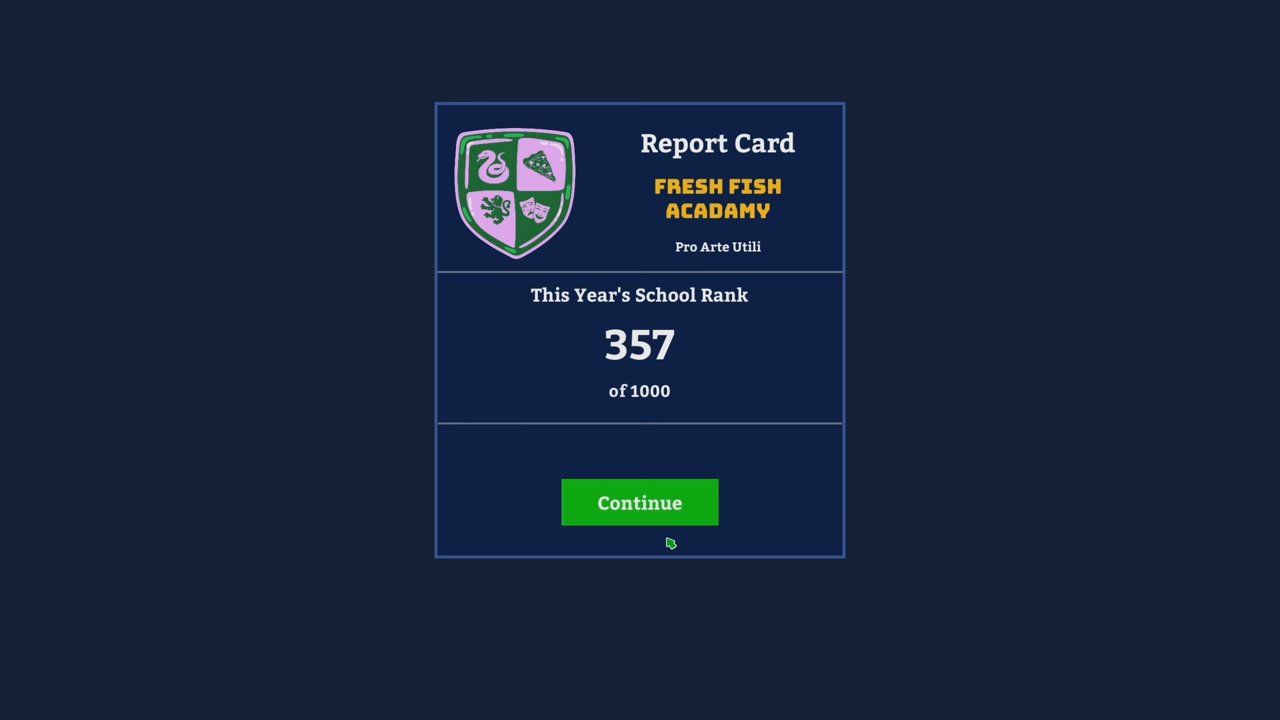 Report Card
FRESH FISH
ACADAMY
Pro Arte Utili
This Year's School Rank
357
of 1000
Continue